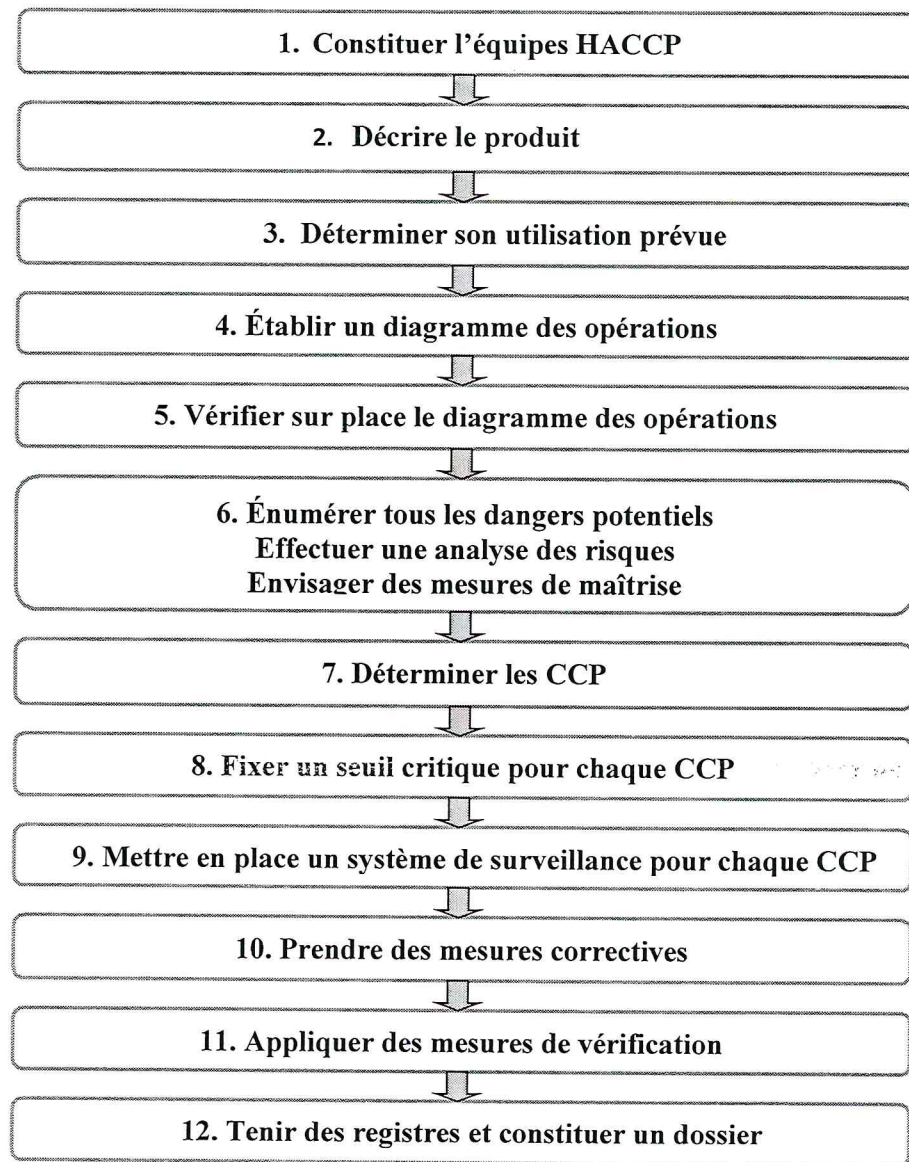 1. Constituer l’équipes HACCP
2. Décrire le produit
3. Déterminer son utilisation prévue
4. Établir un diagramme des opérations
5. Vérifier sur place le diagramme des opérations
6. Énumérer tous les dangers potentiels
Effectuer une analyse des risques
Envisager des mesures de maîtrise
7. Déterminer les CCP
8. Fixer un seuil critique pour chaque CCP
9. Mettre en place un système de surveillance pour chaque CCP
10. Prendre des mesures correctives
11. Appliquer des mesures de vérification
12. Tenir des registres et constituer un dossier